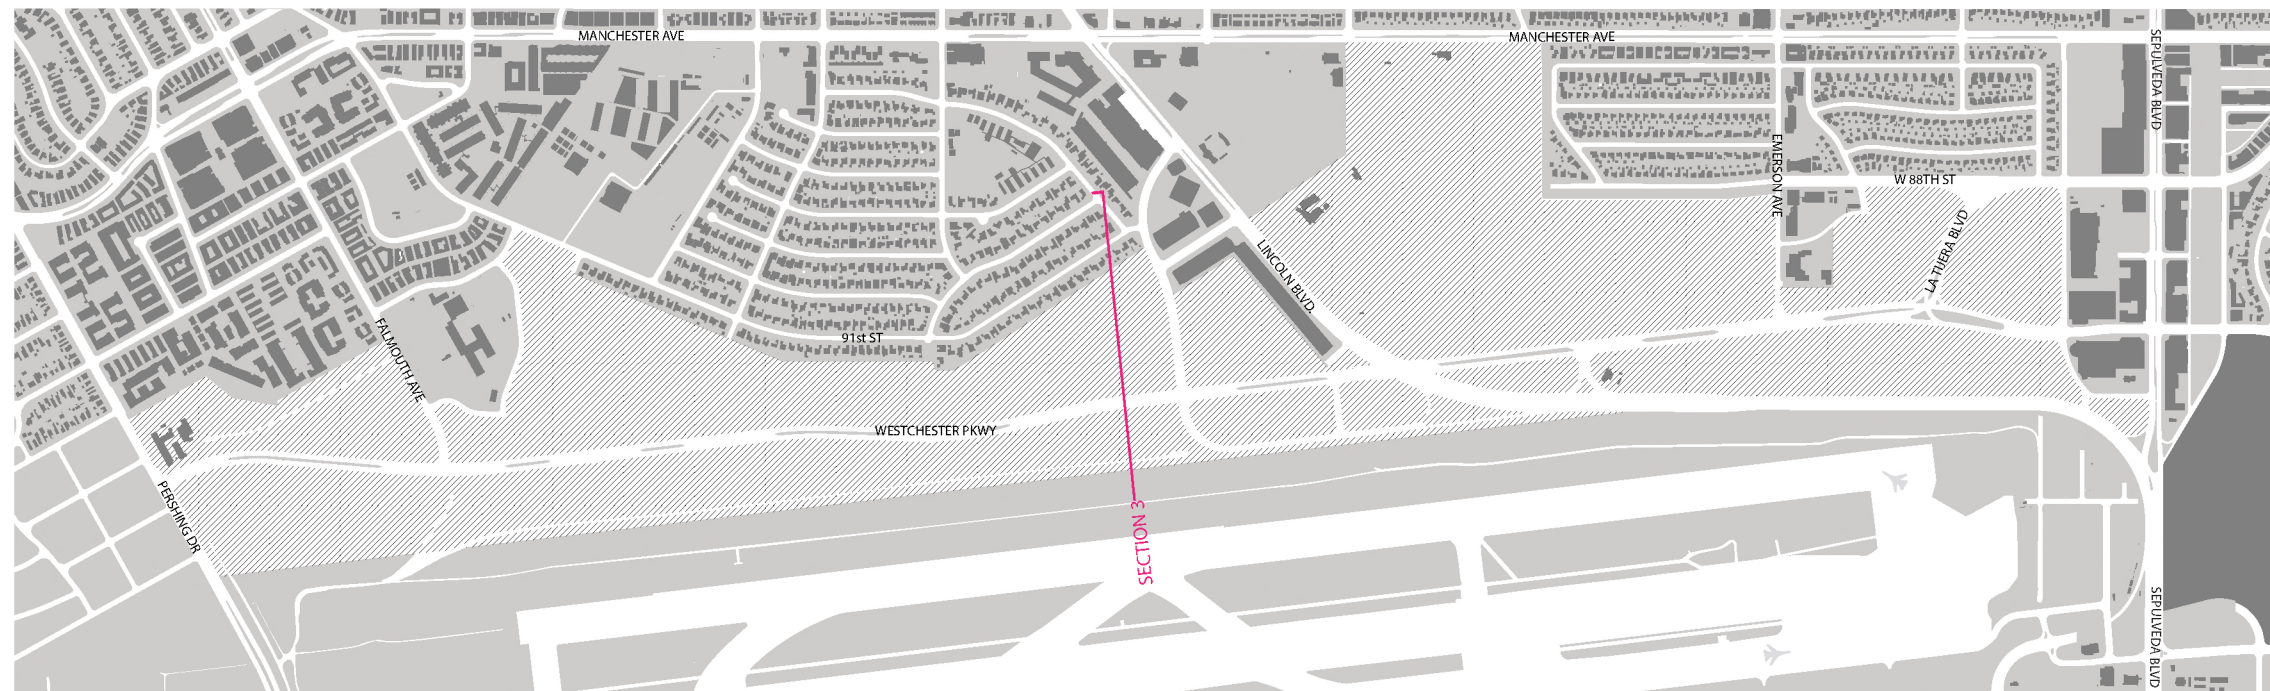 MANCHESTER AVE
MANCHESTER AVE
SEPULVEDA BLVD
EMERSON AVE
W 88TH ST
LA TIJERA BLVD
LINCOLN BLVD.
FALMOUTH AVE
91st ST
WESTCHESTER PKWY
PERSHING DR
SECTION 3
SEPULVEDA BLVD